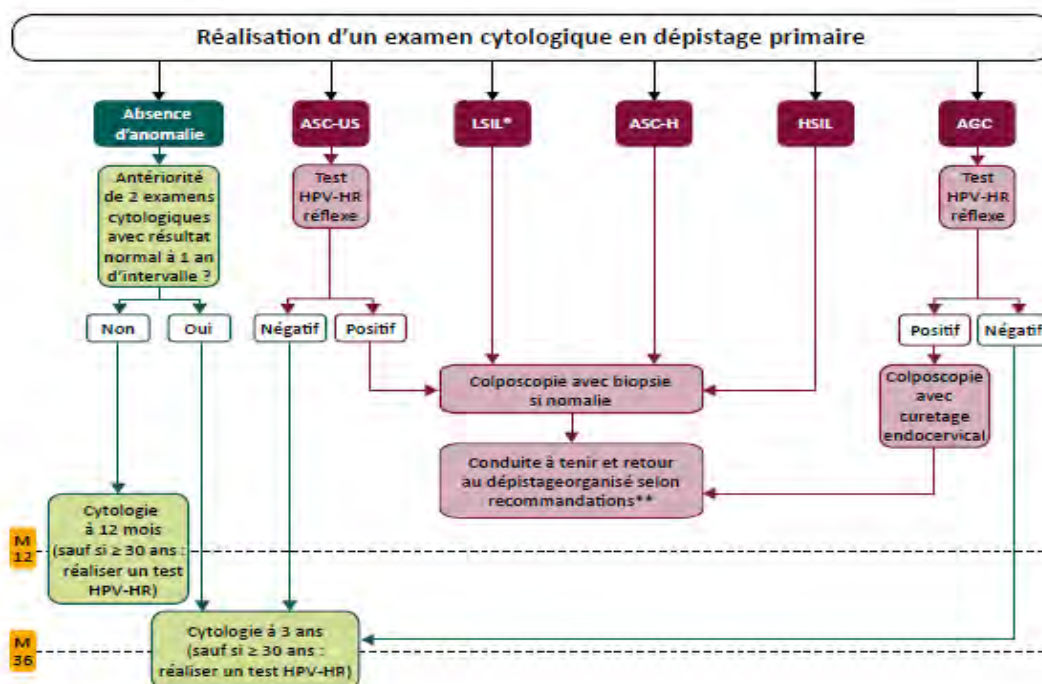 Réalisation d'un examen cytologique en dépistage primaire
Absence
d'anomalie
ASC-US
LSIL*
ASC-H
HSIL
AGC
Antériorité
de 2 examens
cytologiques
avec résultat
normal à 1 an
d'intervalle ?
Test
HPV-HR
réflexe
Test
HPV-HR
réflexe
Non
Oui
Négatif
Positif
Positif
Négatif
Colposcopie avec biopsie
si nomalie
Colposcopie
avec
curetage
endocervical
Conduite à tenir et retour
au dépistageorganisé selon
recommandations**
Cytologie
à 12 mois
(sauf si ≥ 30 ans :
réaliser un test
HPV-HR)
M
12
Cytologie à 3 ans
(sauf si ≥ 30 ans :
réaliser un test HPV-HR)
M
36